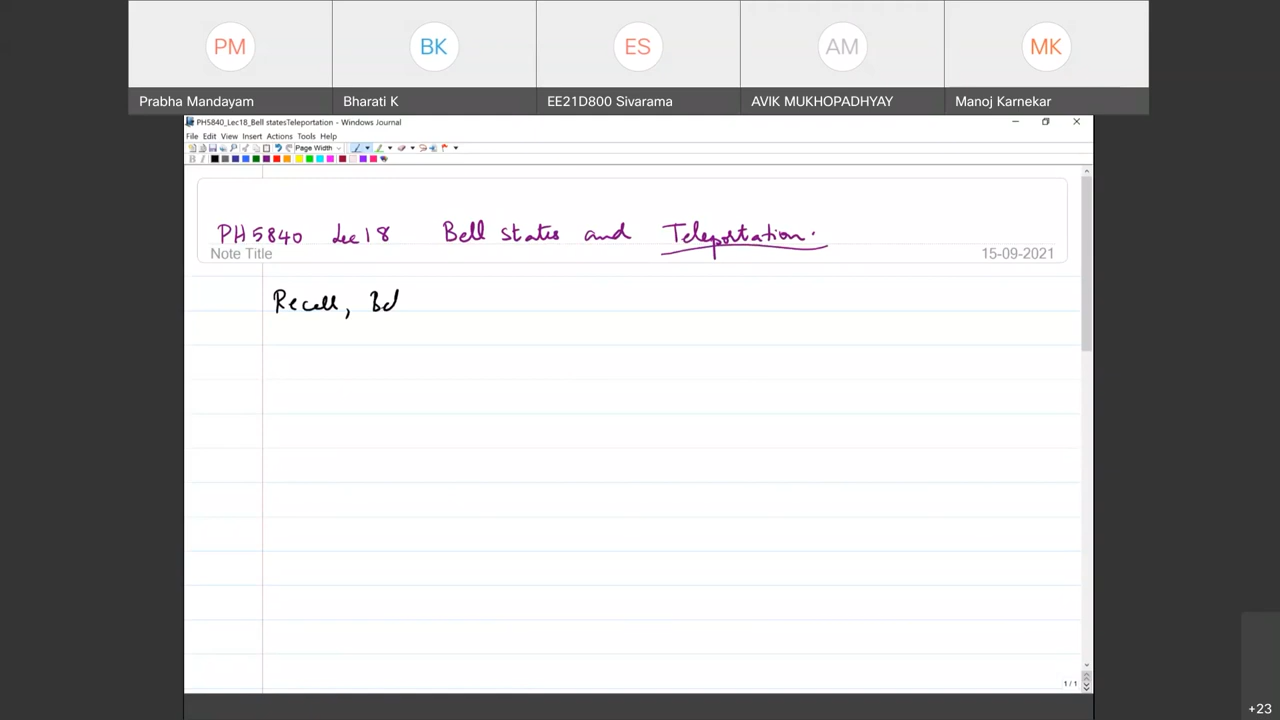 PM BK ES AM MK
Prabha Mandayam Bharati K EE21D800 Sivarama AVIK MUKHOPADHYAY Manoj Karnekar
PH5840_Lec18_Bell statesTeleportation - Windows Journal
File Edit View Insert Actions Tools Help
Page Width
B I
PH5840 Lec18 Bell states and Teleportation.
Note Title 15-09-2021
Recall, Bel
1 / 1
+23